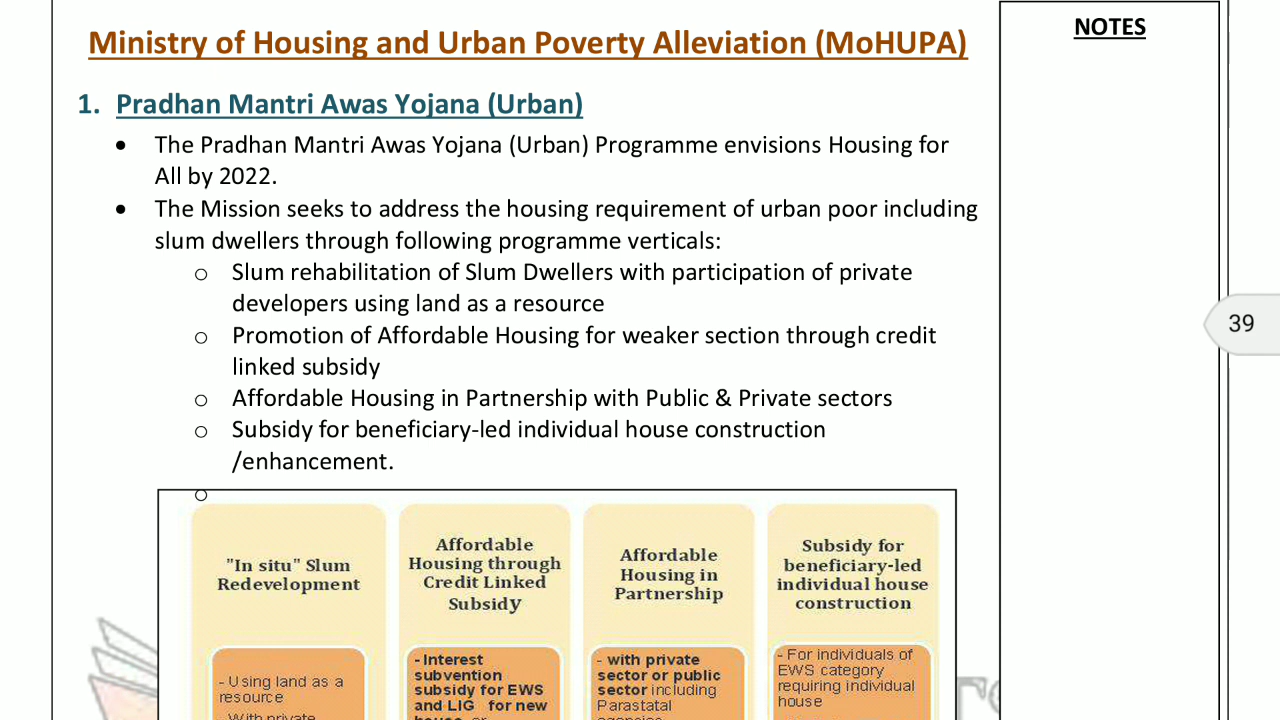 Ministry of Housing and Urban Poverty Alleviation (MoHUPA)
NOTES
1. Pradhan Mantri Awas Yojana (Urban)
• The Pradhan Mantri Awas Yojana (Urban) Programme envisions Housing for
All by 2022.
• The Mission seeks to address the housing requirement of urban poor including
slum dwellers through following programme verticals:
o Slum rehabilitation of Slum Dwellers with participation of private
developers using land as a resource
o Promotion of Affordable Housing for weaker section through credit
linked subsidy
o Affordable Housing in Partnership with Public & Private sectors
o Subsidy for beneficiary-led individual house construction
/enhancement.
o
39
"In situ" Slum
Redevelopment
- Using land as a
resource
- With private
Affordable
Housing through
Credit Linked
Subsidy
- Interest
subvention
subsidy for EWS
and LIG for new
house or
Affordable
Housing in
Partnership
- with private
sector or public
sector including
Parastatal
agencies
Subsidy for
beneficiary-led
individual house
construction
- For individuals of
EWS category
requiring individual
house